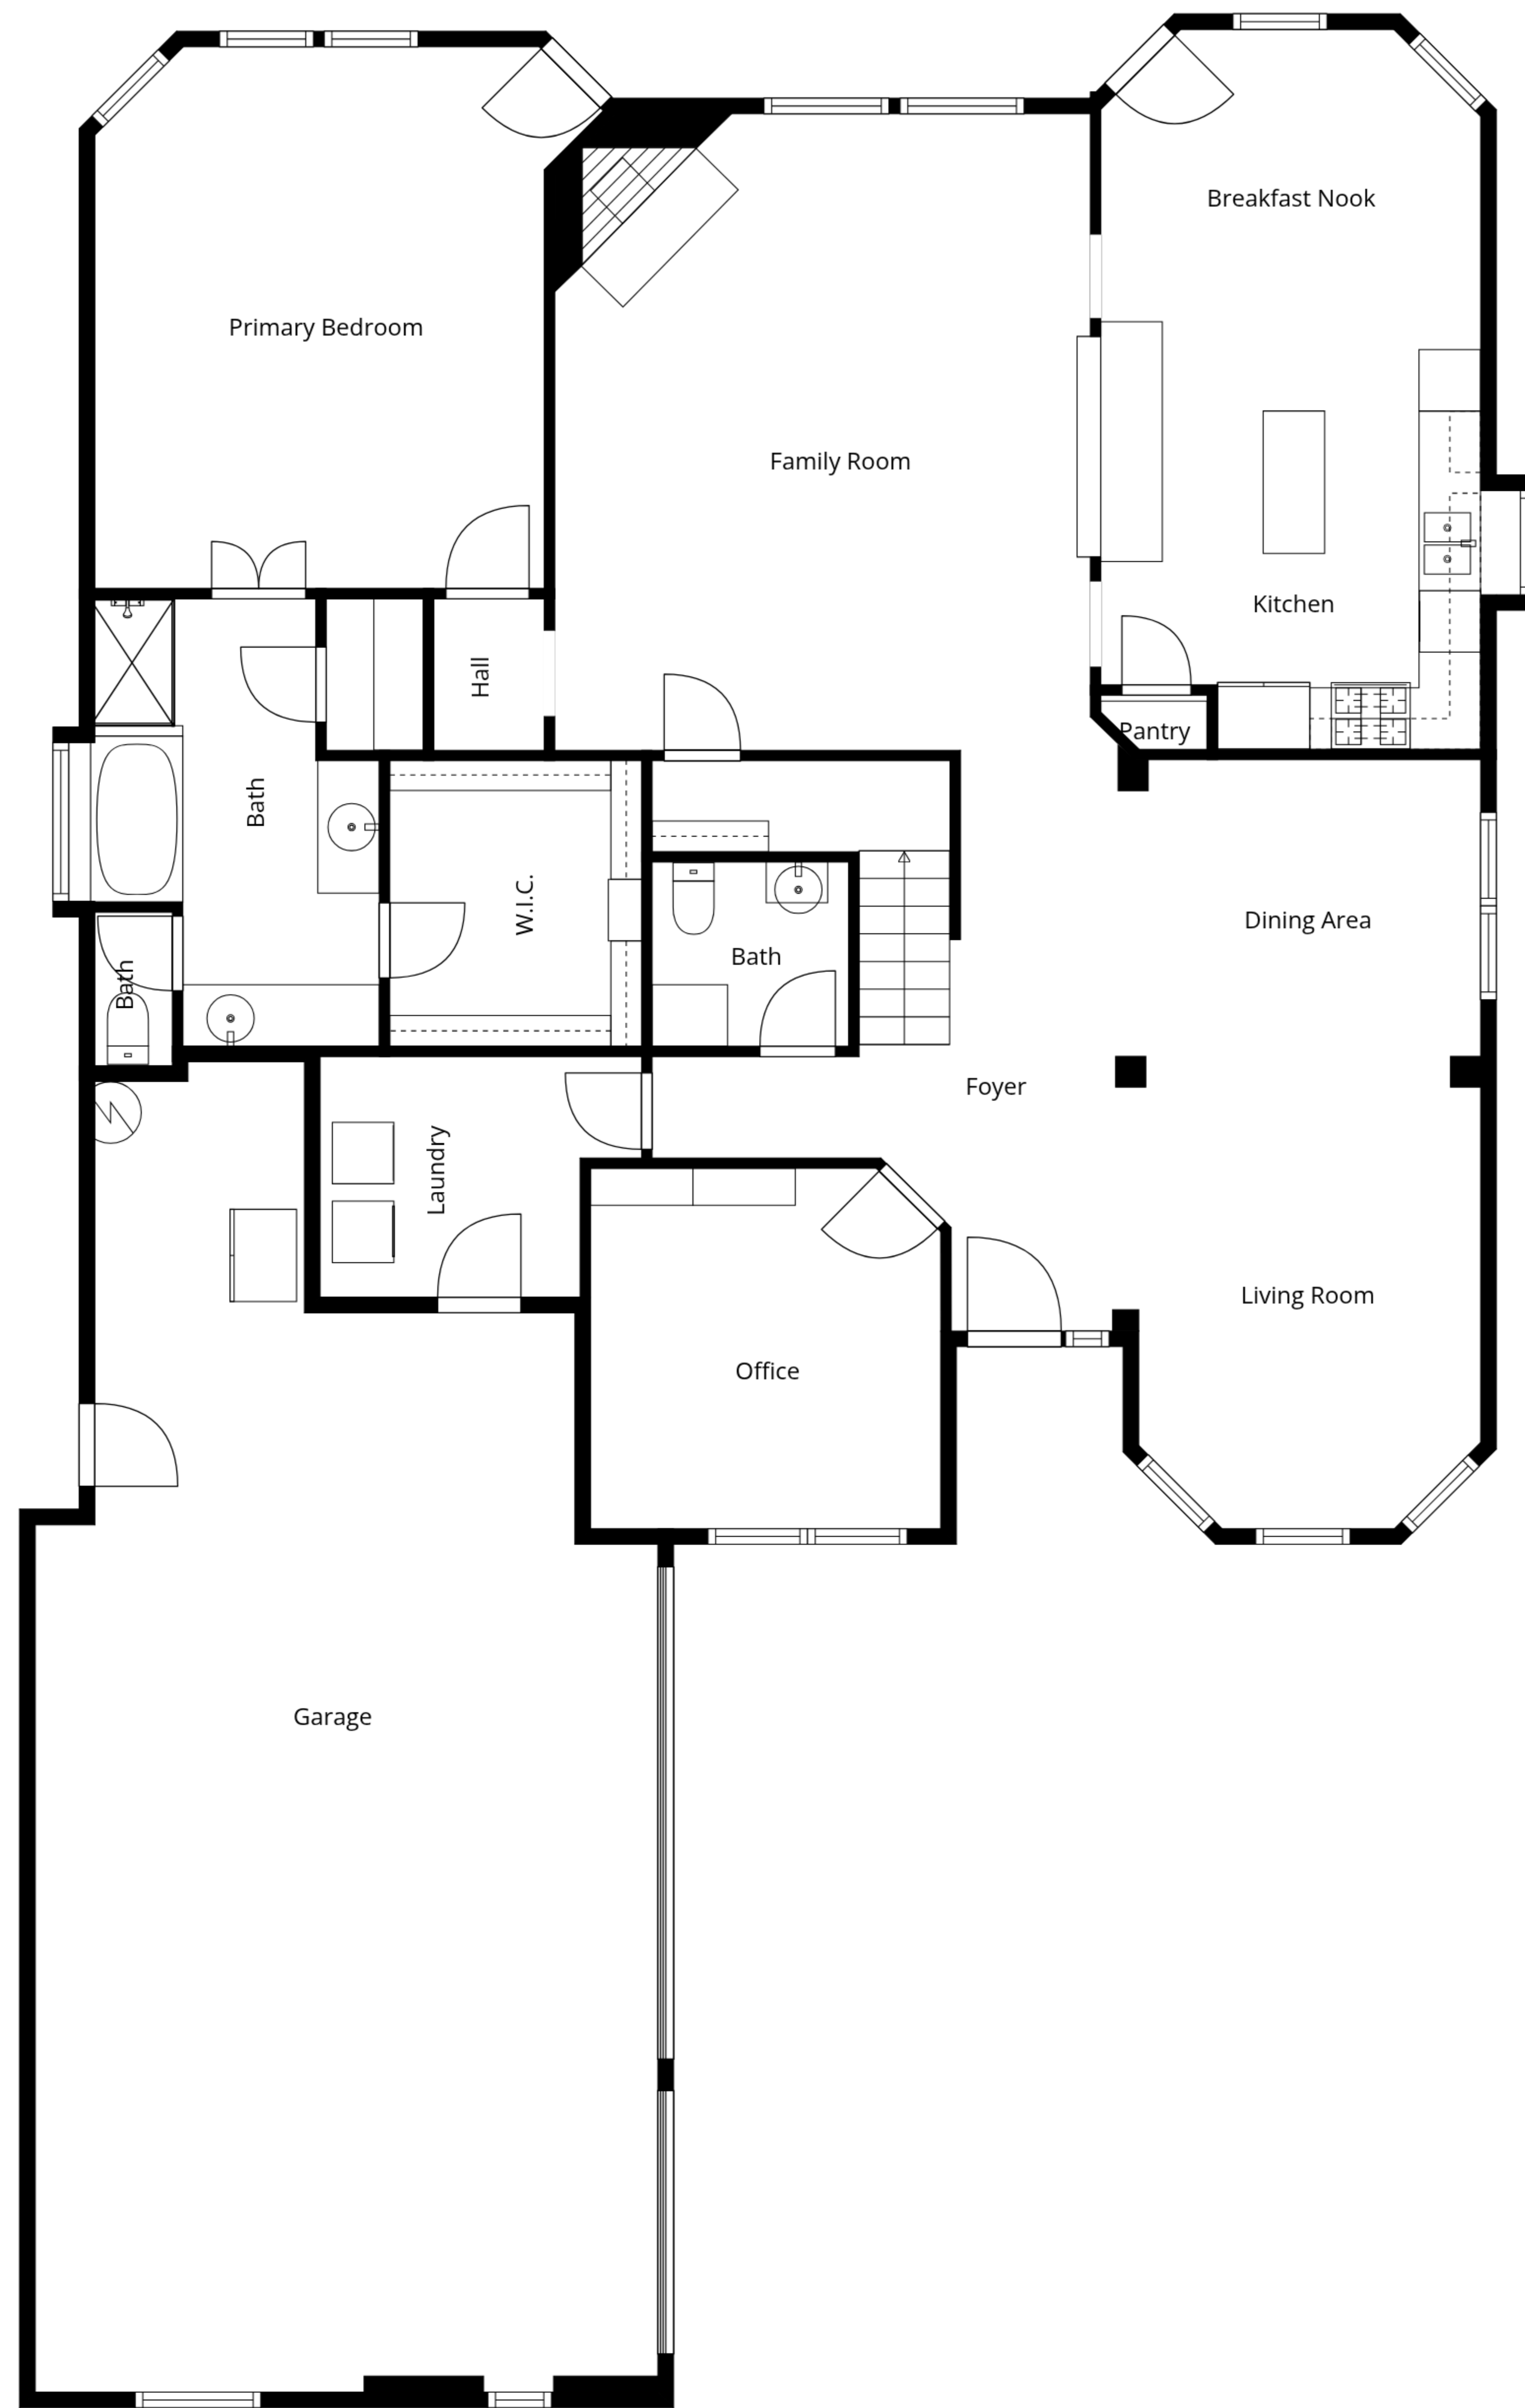 Breakfast Nook
Primary Bedroom
Family Room
Kitchen
Hall
Pantry
Bath
W.I.C.
Dining Area
Bath
Bath
Foyer
Laundry
Living Room
Office
Garage